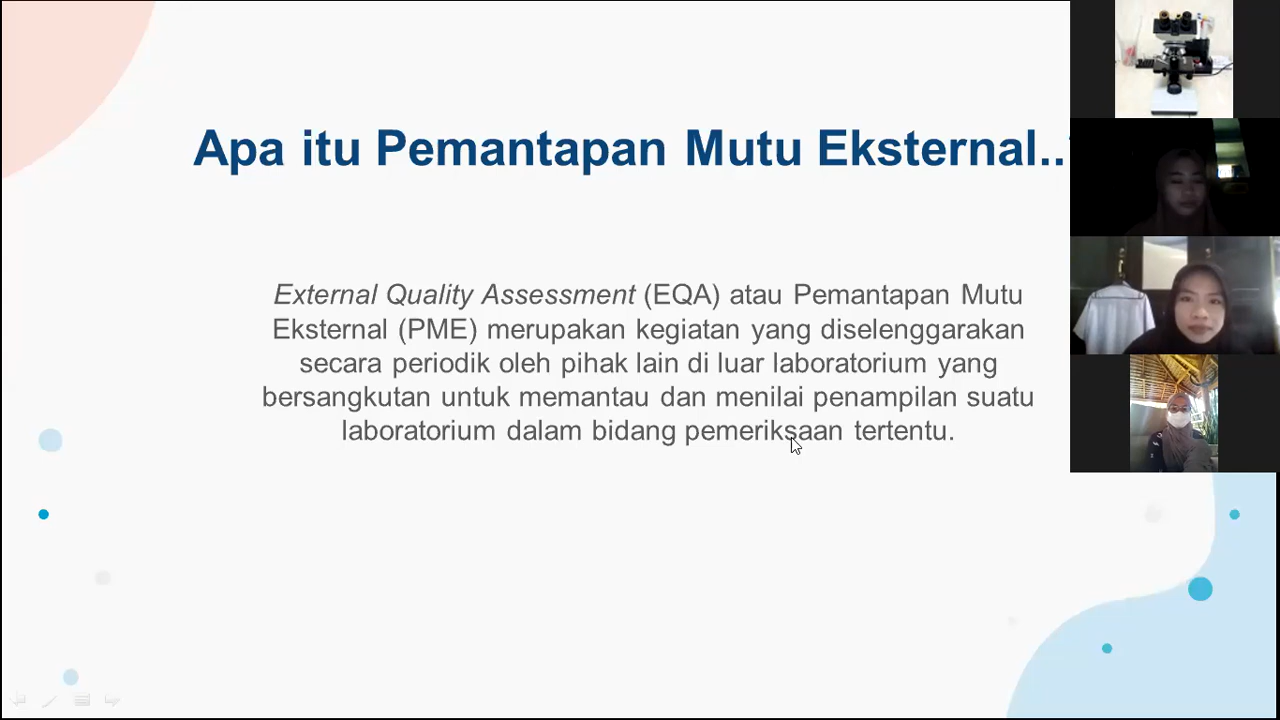 Apa itu Pemantapan Mutu Eksternal..
External Quality Assessment (EQA) atau Pemantapan Mutu
Eksternal (PME) merupakan kegiatan yang diselenggarakan
secara periodik oleh pihak lain di luar laboratorium yang
bersangkutan untuk memantau dan menilai penampilan suatu
laboratorium dalam bidang pemeriksaan tertentu.